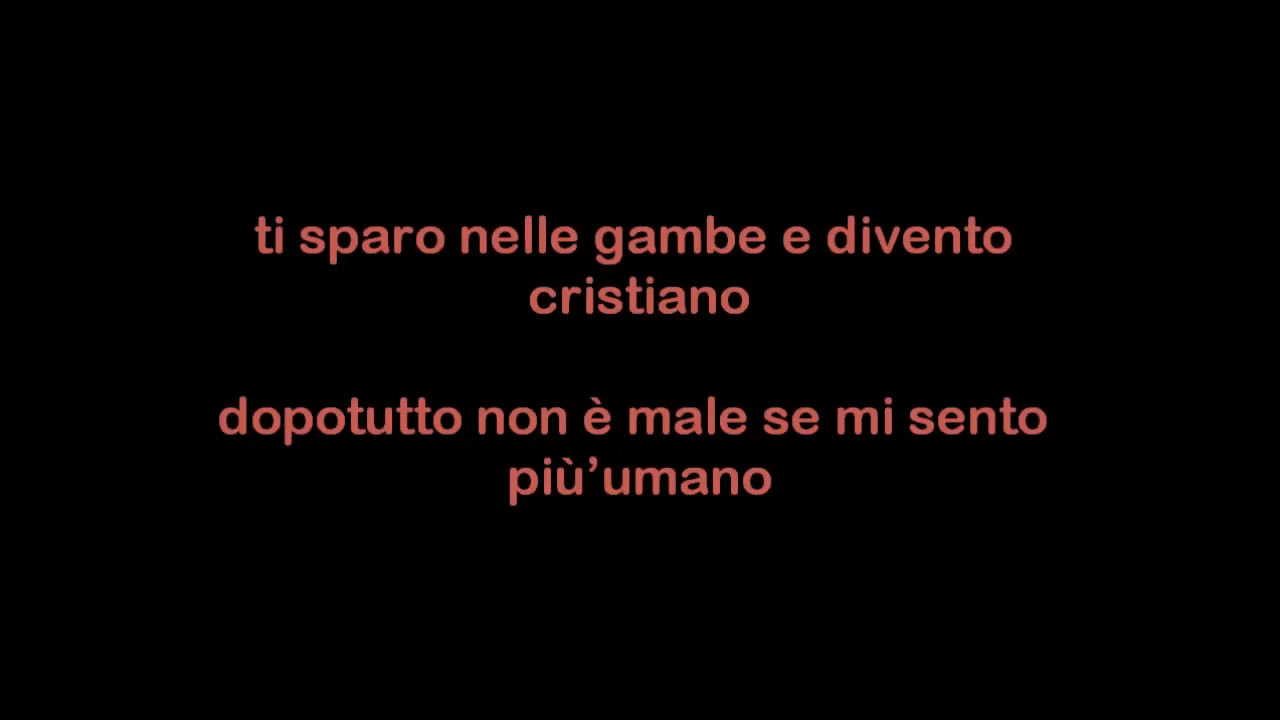 ti sparo nelle gambe e divento
cristiano
dopotutto non è male se mi sento
più’umano